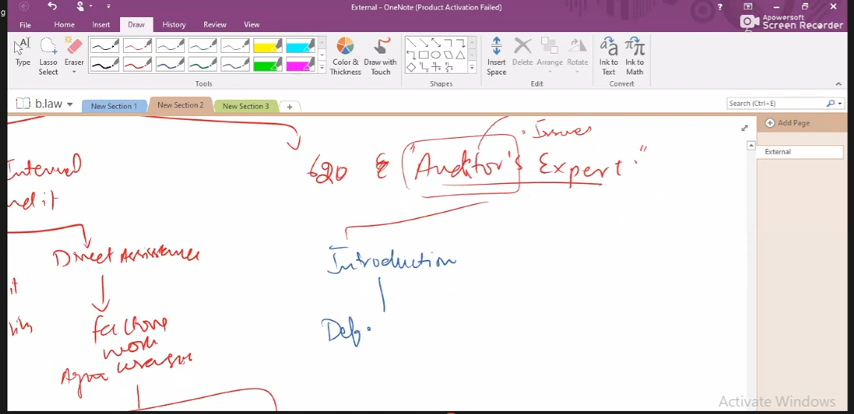 External - OneNote (Product Activation Failed)
Apowersoft
Screen Recorder
File Home Insert Draw History Review View
Type
Lasso Select
Eraser
Color & Thickness
Draw with Touch
Insert Space
Delete
Arrange
Rotate
Ink to Text
Ink to Math
Tools
Shapes
Edit
Convert
b.law
New Section 1
New Section 2
New Section 3
Search (Ctrl+E)
Add Page
External
Internal
Direct Assistance
factors
work
620 "Auditor's Expert."
Issues
Introduction
Def.
Activate Windows